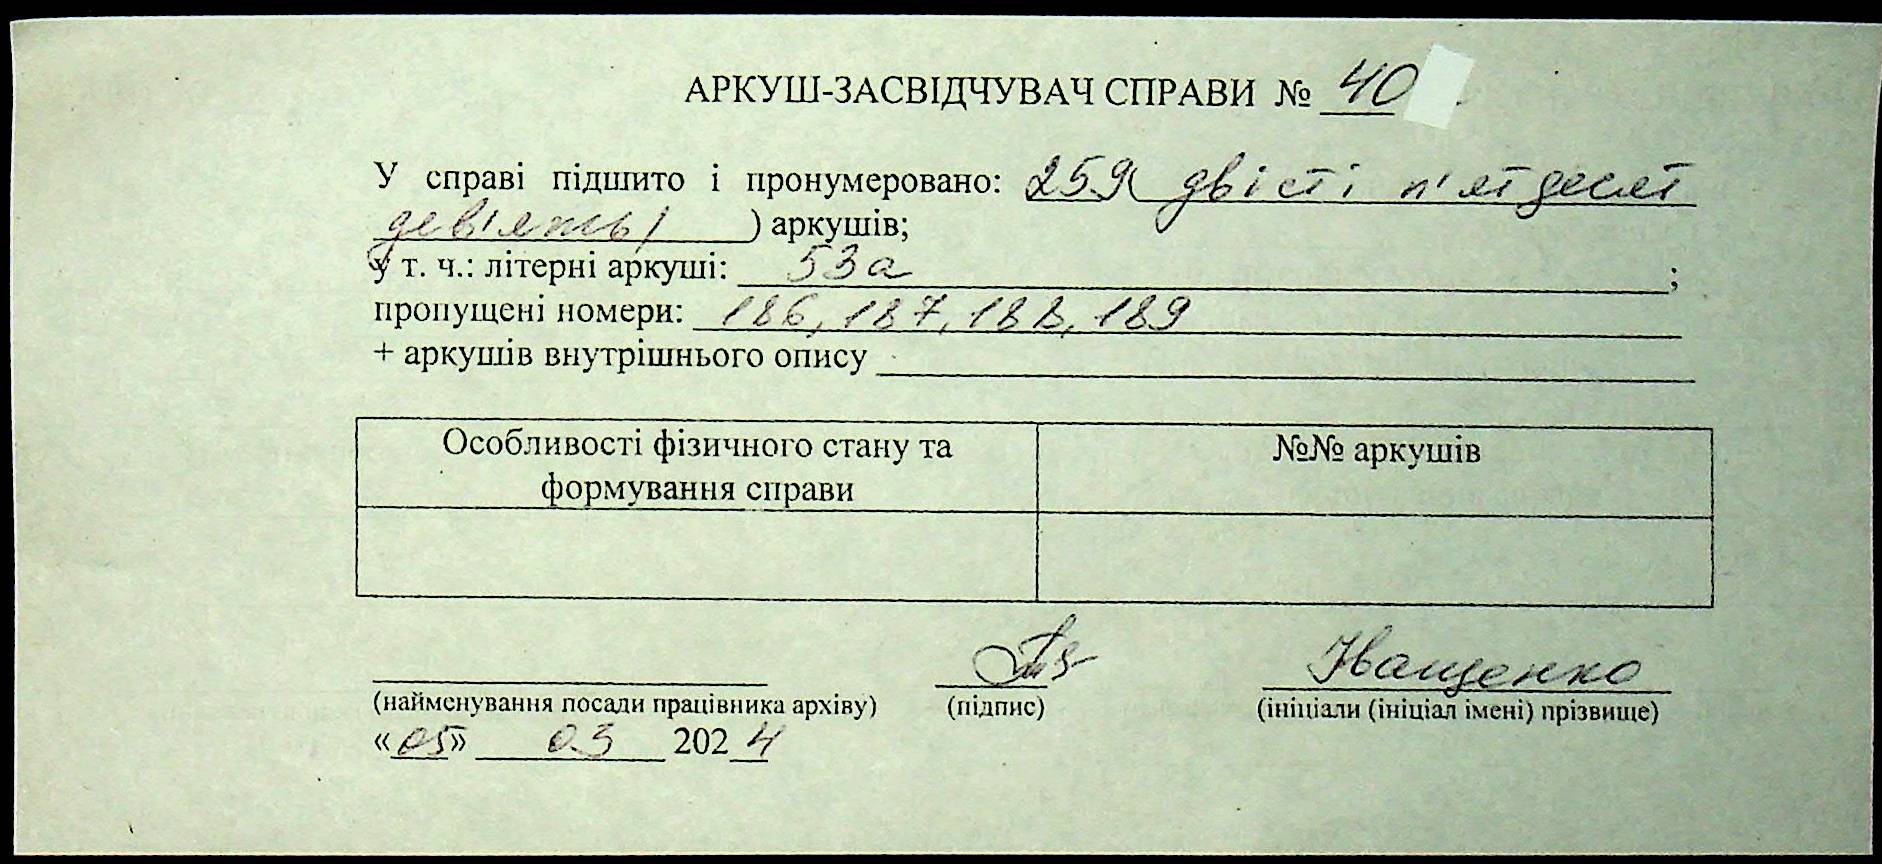 АРКУШ-ЗАСВІДЧУВАЧ СПРАВИ № 40
У справі підшито і пронумеровано: 259( двісті п'ятдесят
дев'ять) ) аркушів;
у т. ч.: літерні аркуші: 53а ;
пропущені номери: 186, 187, 188, 189
+ аркушів внутрішнього опису
Особливості фізичного стану та формування справи
№№ аркушів
Іващенко
(найменування посади працівника архіву) (підпис) (ініціали (ініціал імені) прізвище)
«05» 03 2024